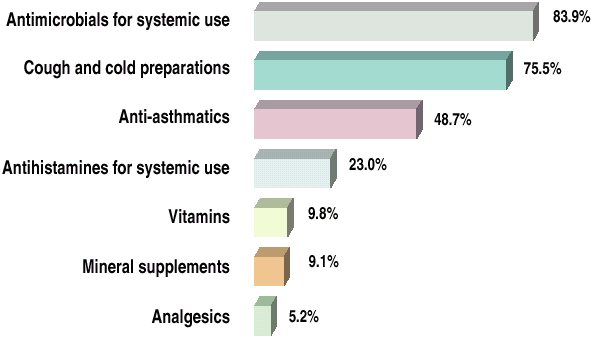 Antimicrobials for systemic use 83.9%
Cough and cold preparations 75.5%
Anti-asthmatics 48.7%
Antihistamines for systemic use 23.0%
Vitamins 9.8%
Mineral supplements 9.1%
Analgesics 5.2%